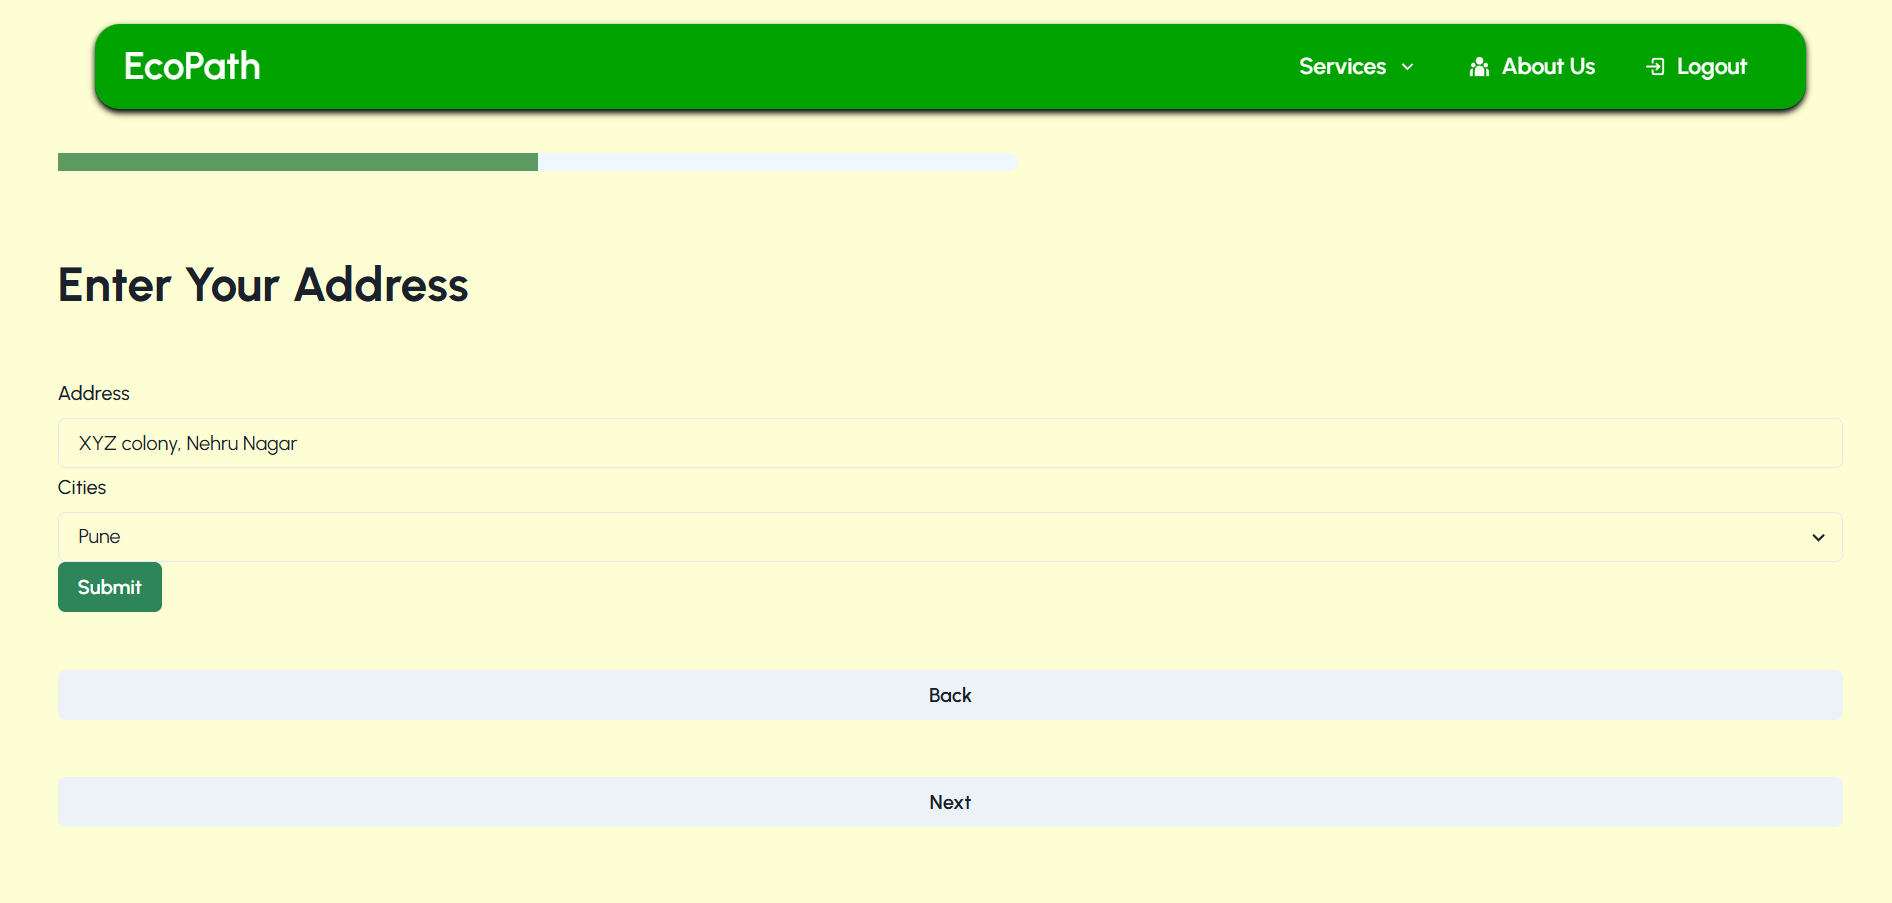 EcoPath Services About Us Logout
Enter Your Address
Address
XYZ colony, Nehru Nagar
Cities
Pune
Submit
Back
Next